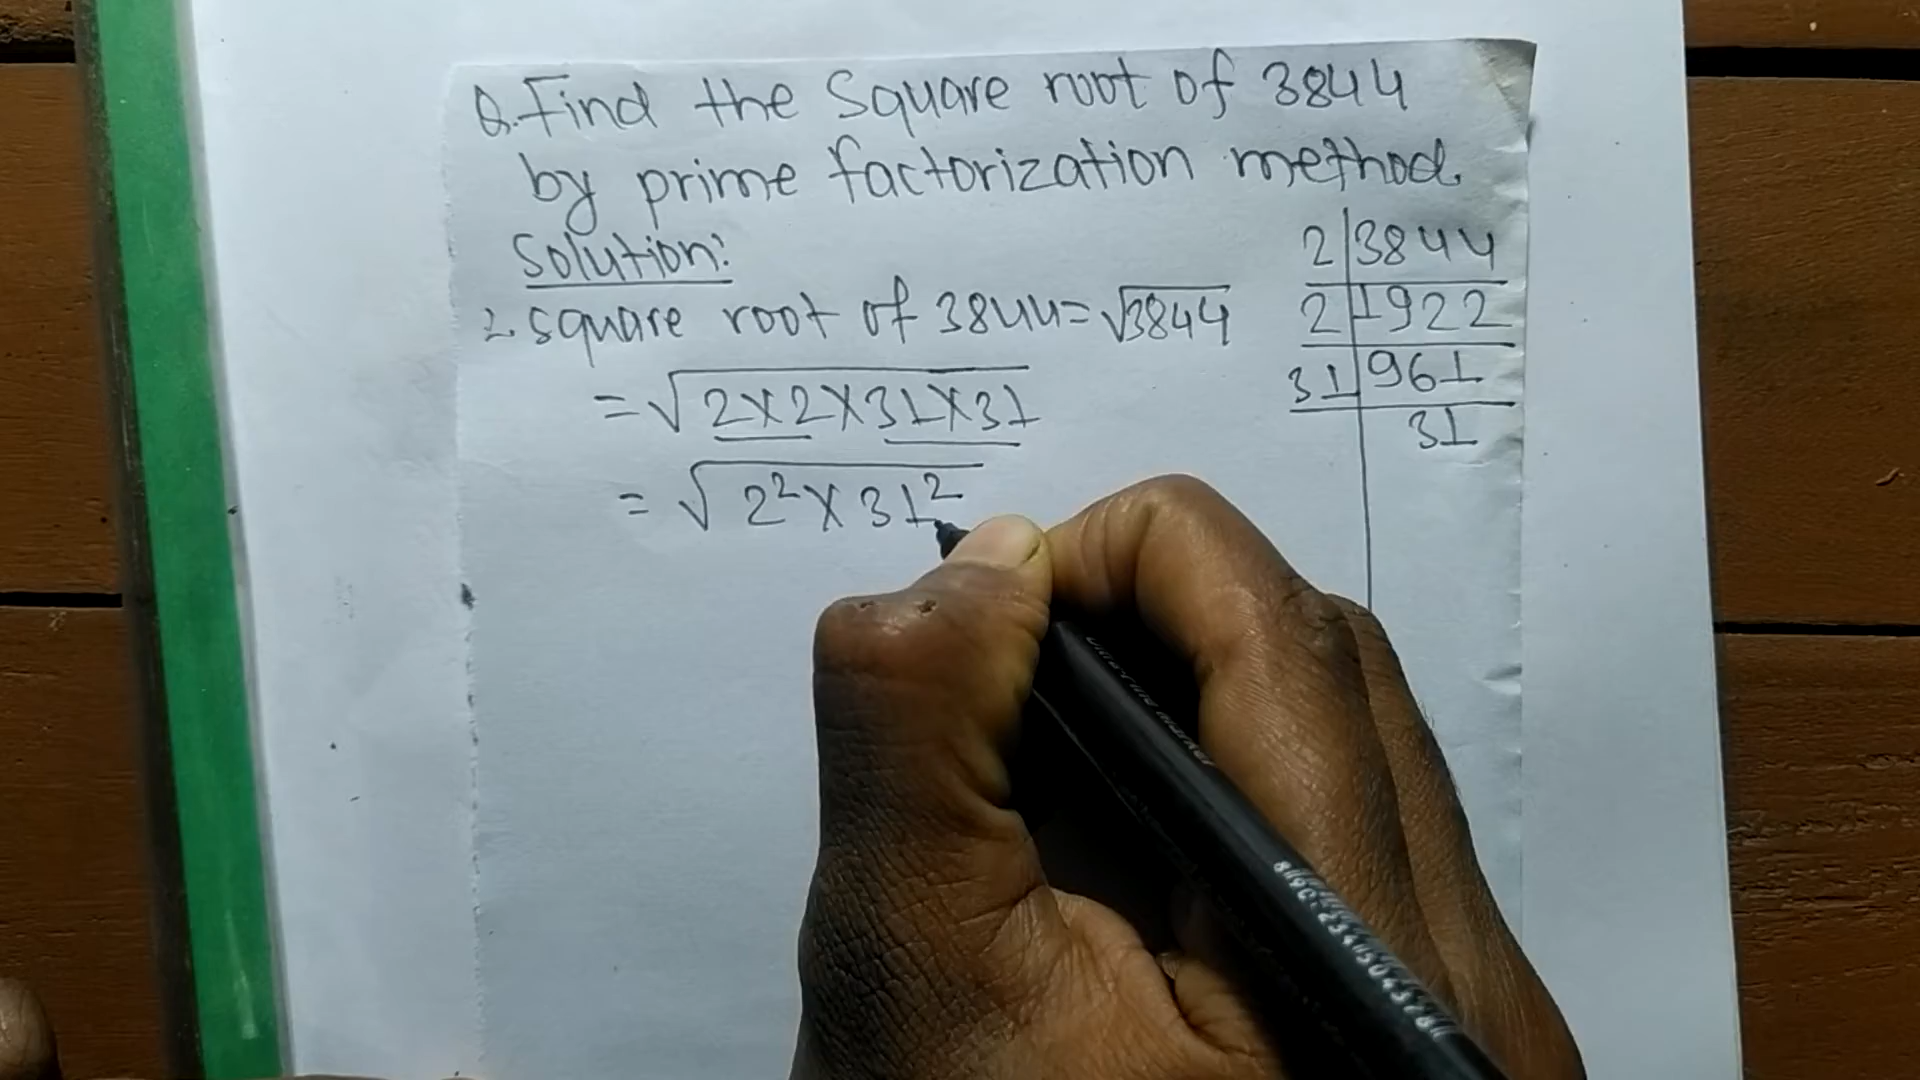 Q. Find the Square root of 3844
by prime factorization method.
Solution:
square root of 3844 = √3844
= √2×2×31×31
= √2²×31²
2|3844
2|1922
31|961
31